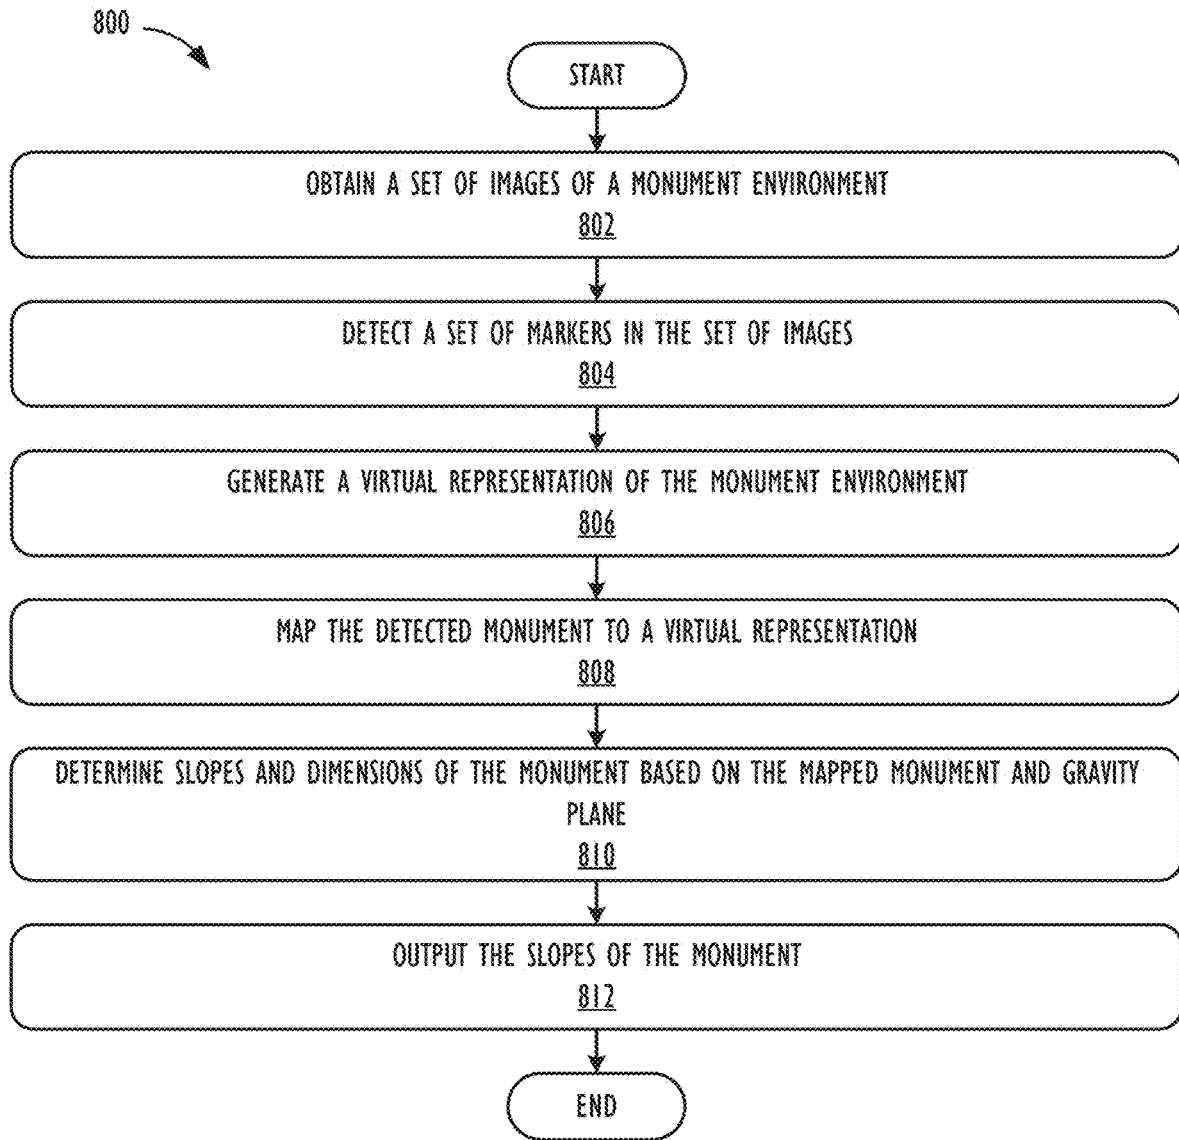 800
START
OBTAIN A SET OF IMAGES OF A MONUMENT ENVIRONMENT
802
DETECT A SET OF MARKERS IN THE SET OF IMAGES
804
GENERATE A VIRTUAL REPRESENTATION OF THE MONUMENT ENVIRONMENT
806
MAP THE DETECTED MONUMENT TO A VIRTUAL REPRESENTATION
808
DETERMINE SLOPES AND DIMENSIONS OF THE MONUMENT BASED ON THE MAPPED MONUMENT AND GRAVITY
PLANE
810
OUTPUT THE SLOPES OF THE MONUMENT
812
END